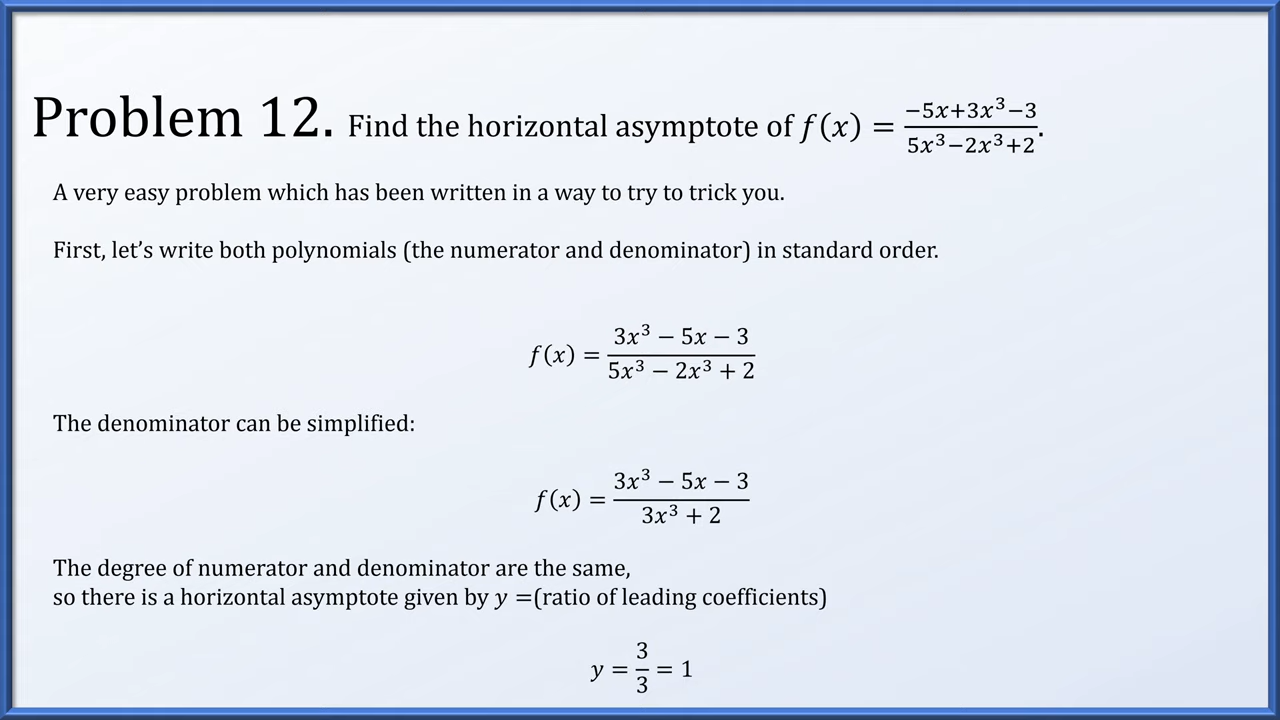 Problem 12. Find the horizontal asymptote of f(x) = (−5x+3x³−3)/(5x³−2x³+2).
A very easy problem which has been written in a way to try to trick you.
First, let’s write both polynomials (the numerator and denominator) in standard order.
f(x) = (3x³ − 5x − 3)/(5x³ − 2x³ + 2)
The denominator can be simplified:
f(x) = (3x³ − 5x − 3)/(3x³ + 2)
The degree of numerator and denominator are the same,
so there is a horizontal asymptote given by y =(ratio of leading coefficients)
y = 3/3 = 1